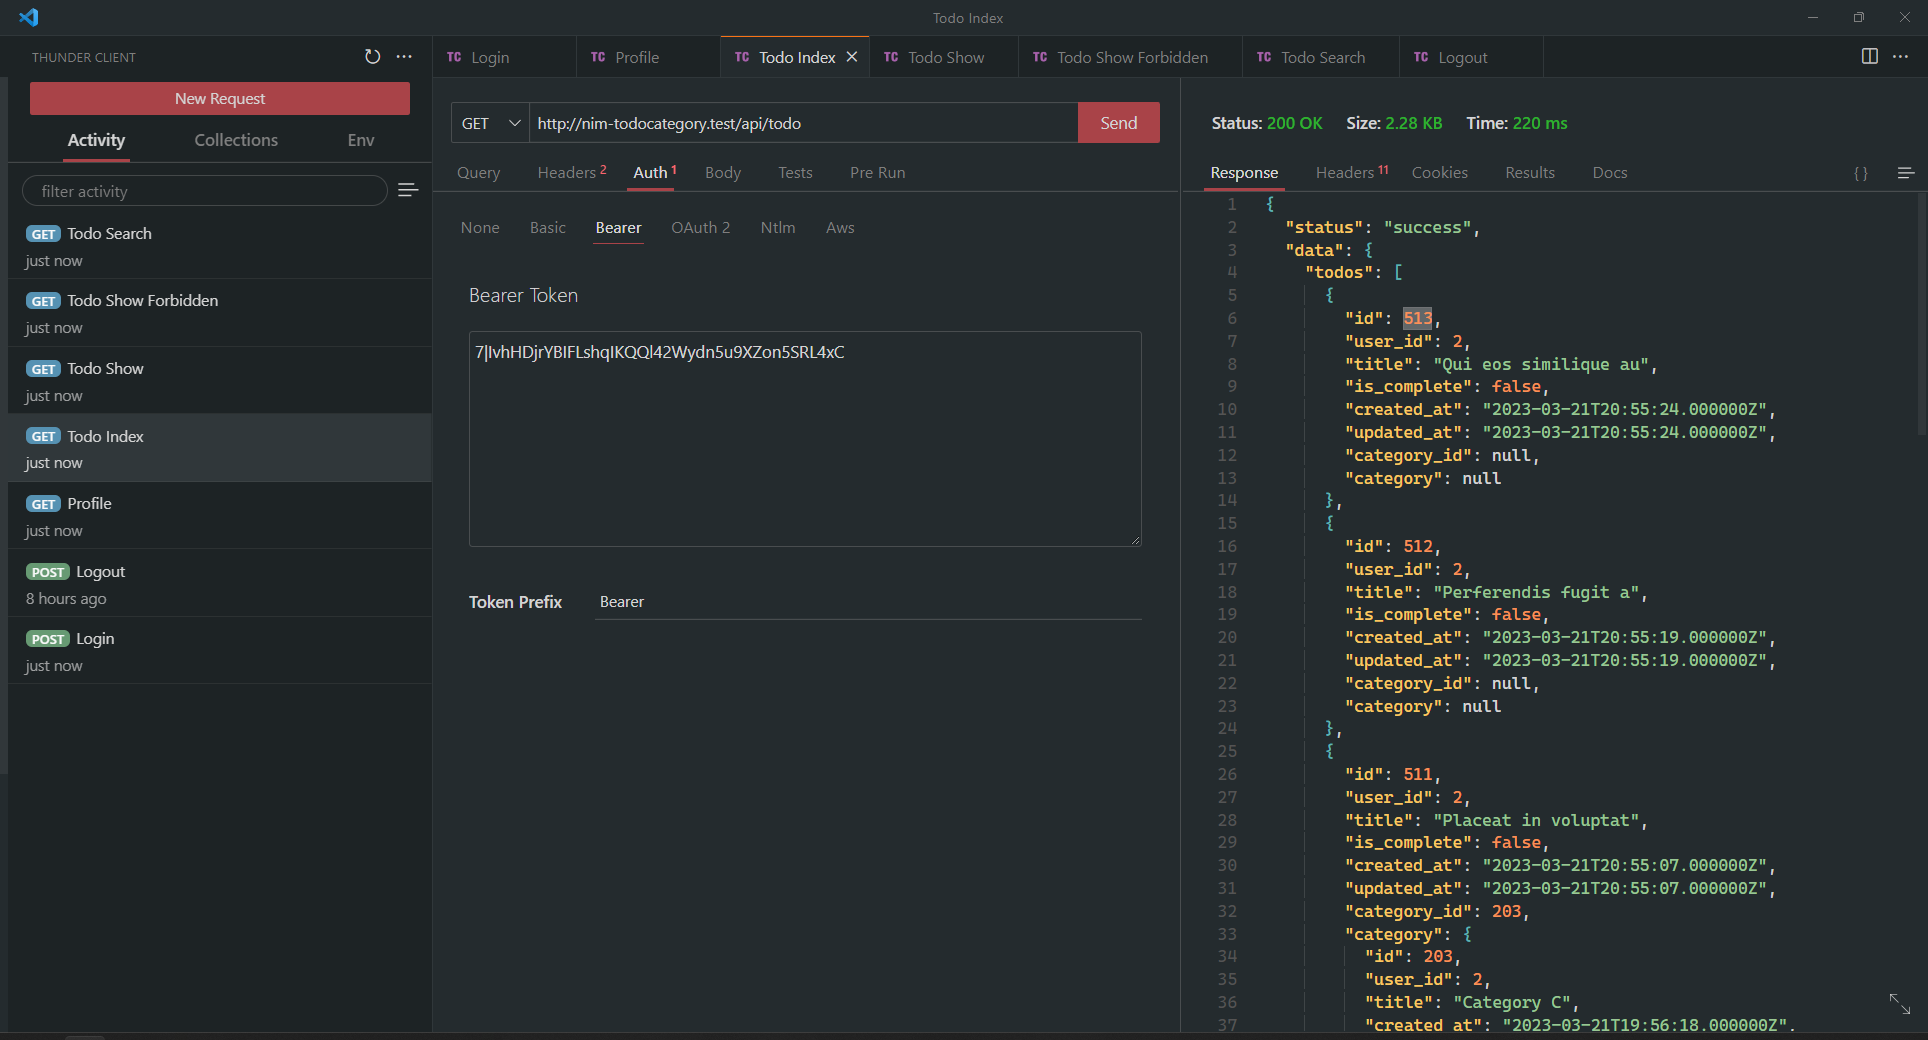 Todo Index
THUNDER CLIENT
New Request
Activity Collections Env
filter activity
GET Todo Search
just now
GET Todo Show Forbidden
just now
GET Todo Show
just now
GET Todo Index
just now
GET Profile
just now
POST Logout
8 hours ago
POST Login
just now
TC Login TC Profile TC Todo Index TC Todo Show TC Todo Show Forbidden TC Todo Search TC Logout
GET http://nim-todocategory.test/api/todo Send
Query Headers 2 Auth 1 Body Tests Pre Run
None Basic Bearer OAuth 2 Ntlm Aws
Bearer Token
Token Prefix Bearer
Status: 200 OK Size: 2.28 KB Time: 220 ms
Response Headers 11 Cookies Results Docs { }
1 {
2 "status": "success",
3 "data": {
4 "todos": [
5 {
6 "id": 513,
7 "user_id": 2,
8 "title": "Qui eos similique au",
9 "is_complete": false,
10 "created_at": "2023-03-21T20:55:24.000000Z",
11 "updated_at": "2023-03-21T20:55:24.000000Z",
12 "category_id": null,
13 "category": null
14 },
15 {
16 "id": 512,
17 "user_id": 2,
18 "title": "Perferendis fugit a",
19 "is_complete": false,
20 "created_at": "2023-03-21T20:55:19.000000Z",
21 "updated_at": "2023-03-21T20:55:19.000000Z",
22 "category_id": null,
23 "category": null
24 },
25 {
26 "id": 511,
27 "user_id": 2,
28 "title": "Placeat in voluptat",
29 "is_complete": false,
30 "created_at": "2023-03-21T20:55:07.000000Z",
31 "updated_at": "2023-03-21T20:55:07.000000Z",
32 "category_id": 203,
33 "category": {
34 "id": 203,
35 "user_id": 2,
36 "title": "Category C",
37 "created_at": "2023-03-21T19:56:18.000000Z",